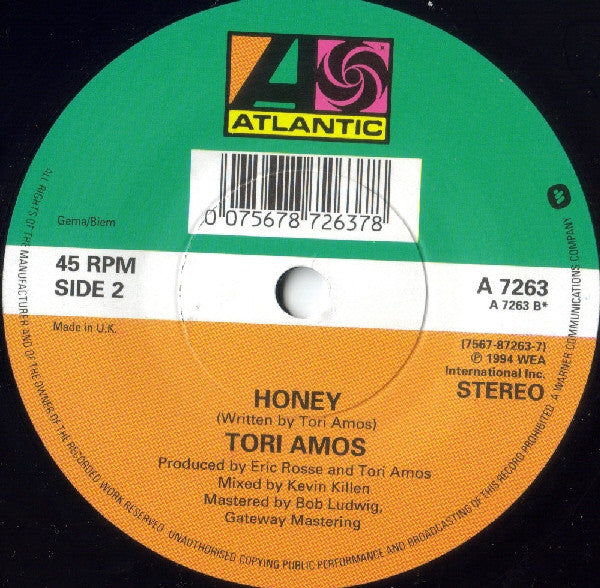 ATLANTIC
0 075678 726378
Gema/Biem
45 RPM
SIDE 2
A 7263
A 7263 B*
Made in U.K.
(7567-87263-7)
℗ 1994 WEA
International Inc.
STEREO
HONEY
(Written by Tori Amos)
TORI AMOS
Produced by Eric Rosse and Tori Amos
Mixed by Kevin Killen
Mastered by Bob Ludwig,
Gateway Mastering
ALL RIGHTS OF THE MANUFACTURER AND OF THE OWNER OF THE RECORDED WORK RESERVED. UNAUTHORISED COPYING PUBLIC PERFORMANCE AND BROADCASTING OF THIS RECORD PROHIBITED. A WARNER COMMUNICATIONS COMPANY